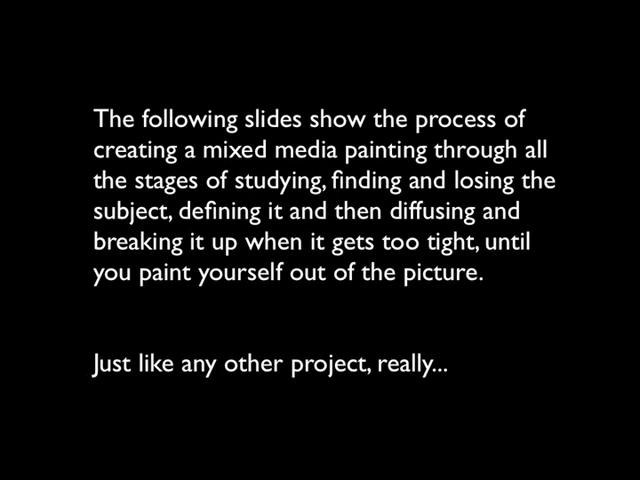 The following slides show the process of
creating a mixed media painting through all
the stages of studying, finding and losing the
subject, defining it and then diffusing and
breaking it up when it gets too tight, until
you paint yourself out of the picture.
Just like any other project, really...